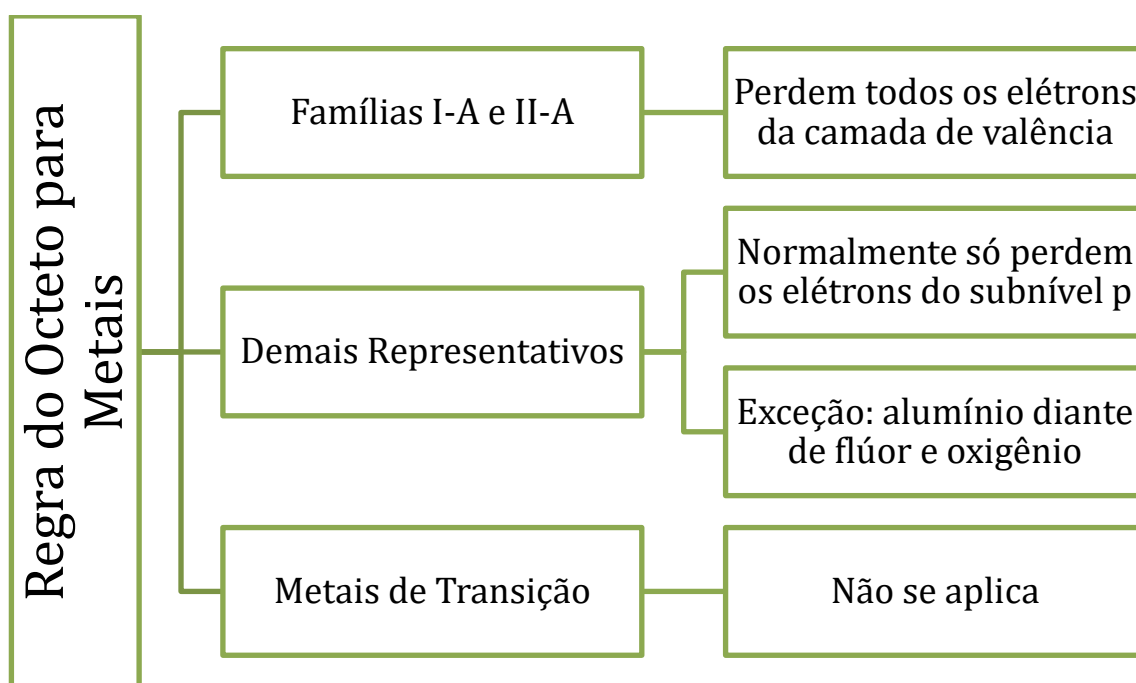 Regra do Octeto para
Metais
Famílias I-A e II-A
Perdem todos os elétrons
da camada de valência
Demais Representativos
Normalmente só perdem
os elétrons do subnível p
Exceção: alumínio diante
de flúor e oxigênio
Metais de Transição
Não se aplica